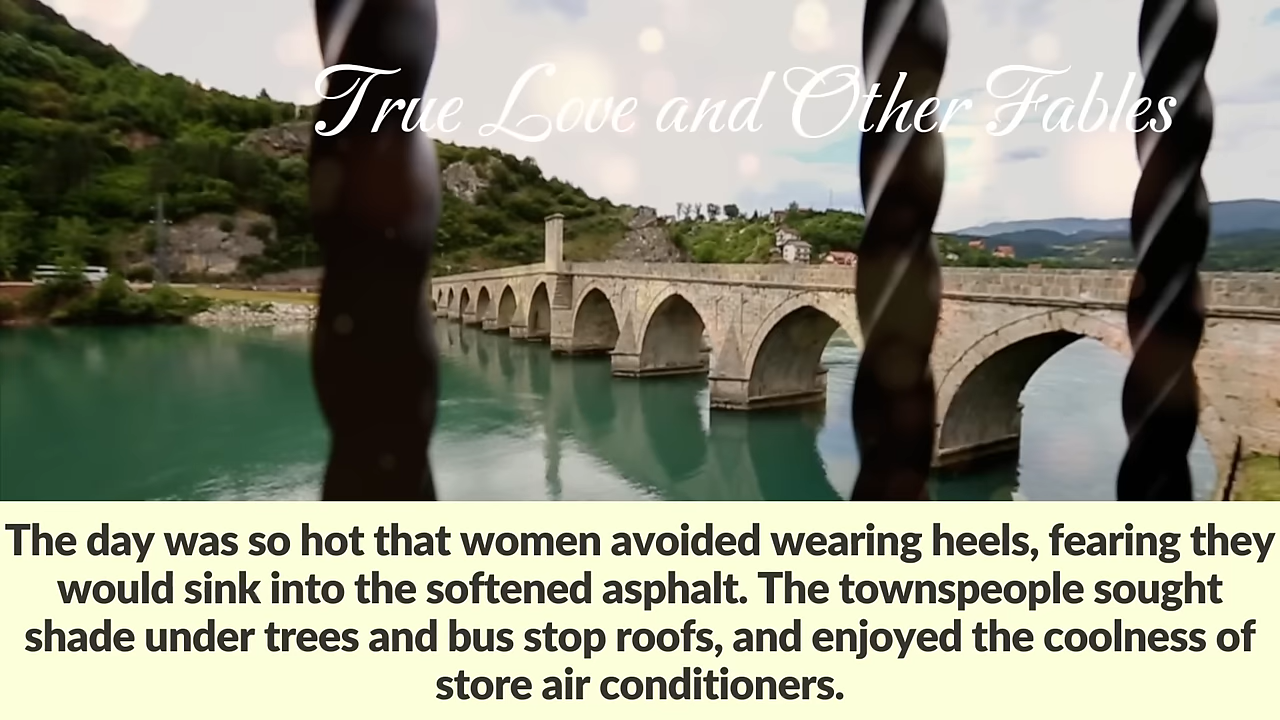 True Love and Other Fables
The day was so hot that women avoided wearing heels, fearing they
would sink into the softened asphalt. The townspeople sought
shade under trees and bus stop roofs, and enjoyed the coolness of
store air conditioners.